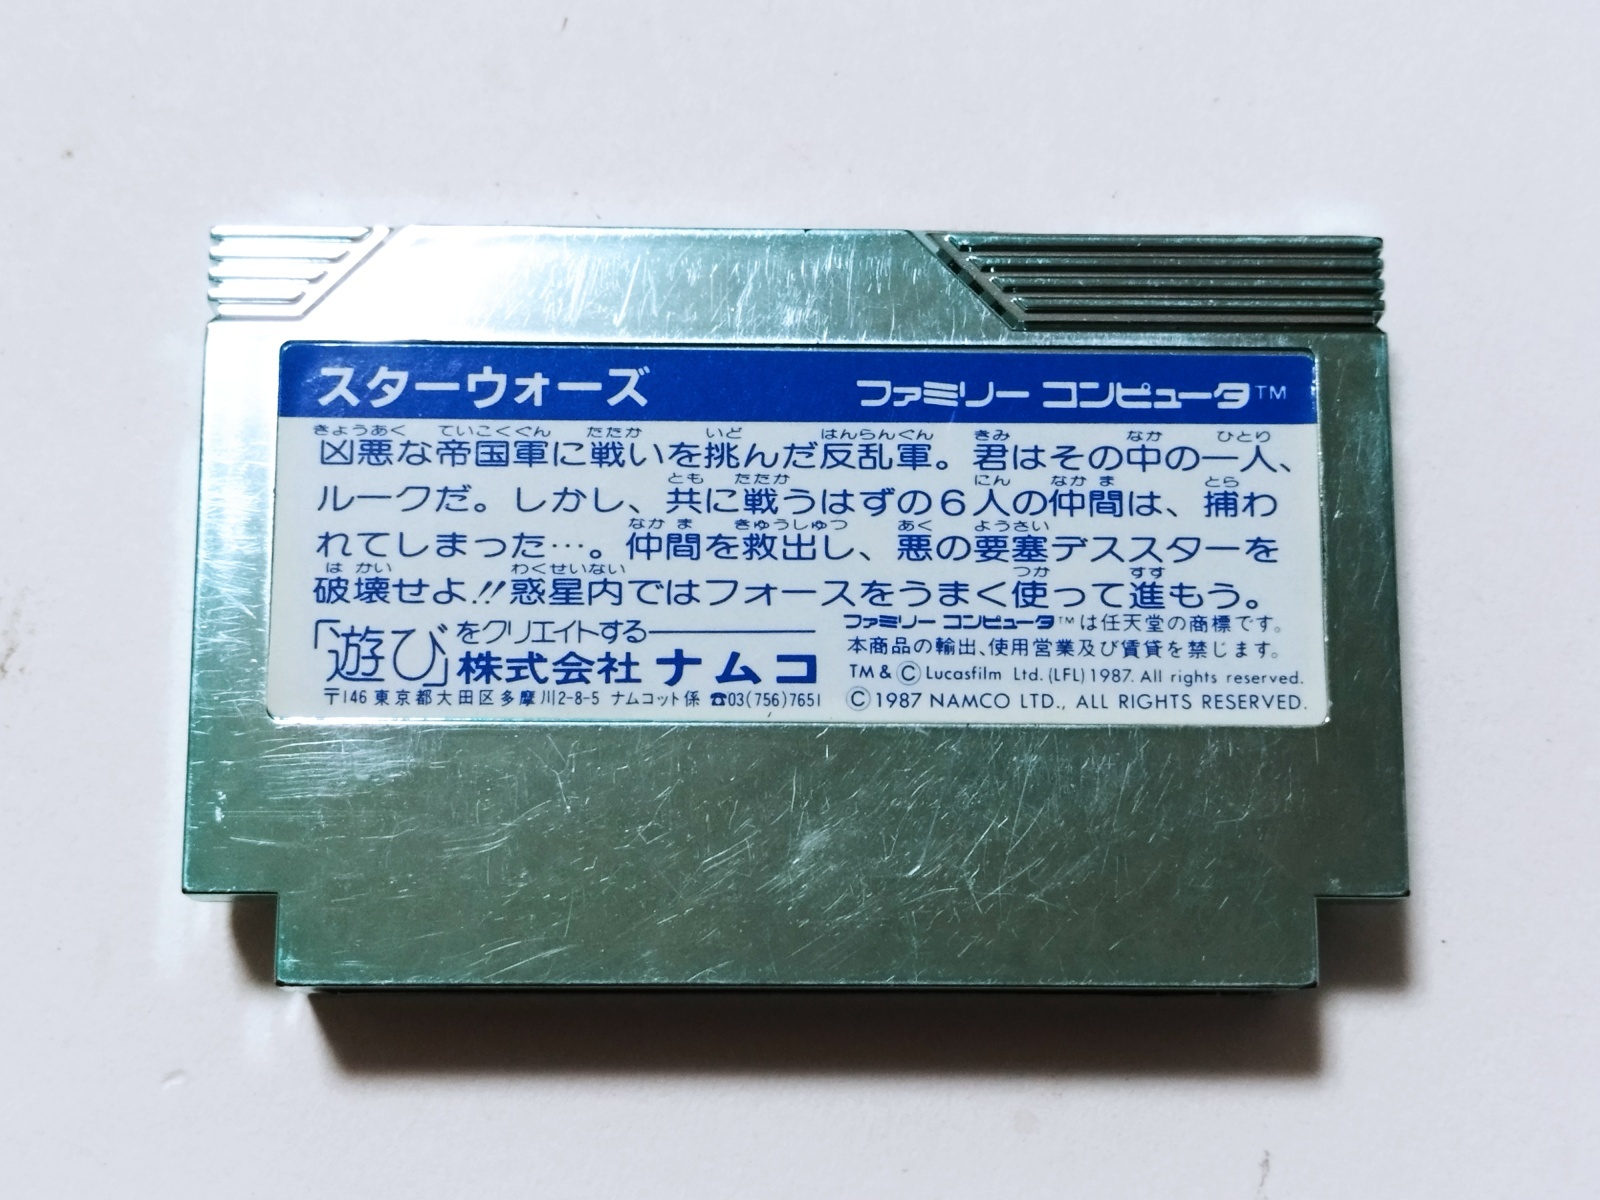 スターウォーズ ファミリー コンピュータ™
きょうあく ていこくぐん たたか いど はんらんぐん きみ なか ひとり
凶悪な帝国軍に戦いを挑んだ反乱軍。君はその中の一人、
とも たたか にん なかま とら
ルークだ。しかし、共に戦うはずの6人の仲間は、捕わ
なかま きゅうしゅつ あく ようさい
れてしまった…。仲間を救出し、悪の要塞デススターを
はかい わくせいない つか すす
破壊せよ!!惑星内ではフォースをうまく使って進もう。
「遊び」をクリエイトする──
株式会社 ナムコ
〒146 東京都大田区多摩川2-8-5 ナムコット係 ☎03(756)7651
ファミリー コンピュータ™は任天堂の商標です。
本商品の輸出、使用営業及び賃貸を禁じます。
TM & © Lucasfilm Ltd. (LFL) 1987. All rights reserved.
© 1987 NAMCO LTD., ALL RIGHTS RESERVED.